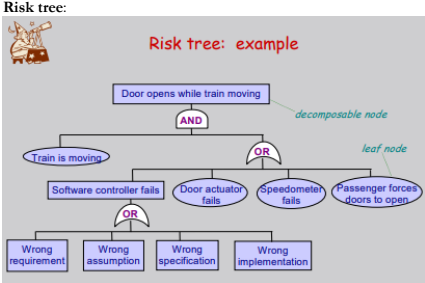 Risk tree:
Risk tree: example
Door opens while train moving
decomposable node
AND
leaf node
Train is moving
OR
Software controller fails
Door actuator
fails
Speedometer
fails
Passenger forces
doors to open
OR
Wrong
requirement
Wrong
assumption
Wrong
specification
Wrong
implementation